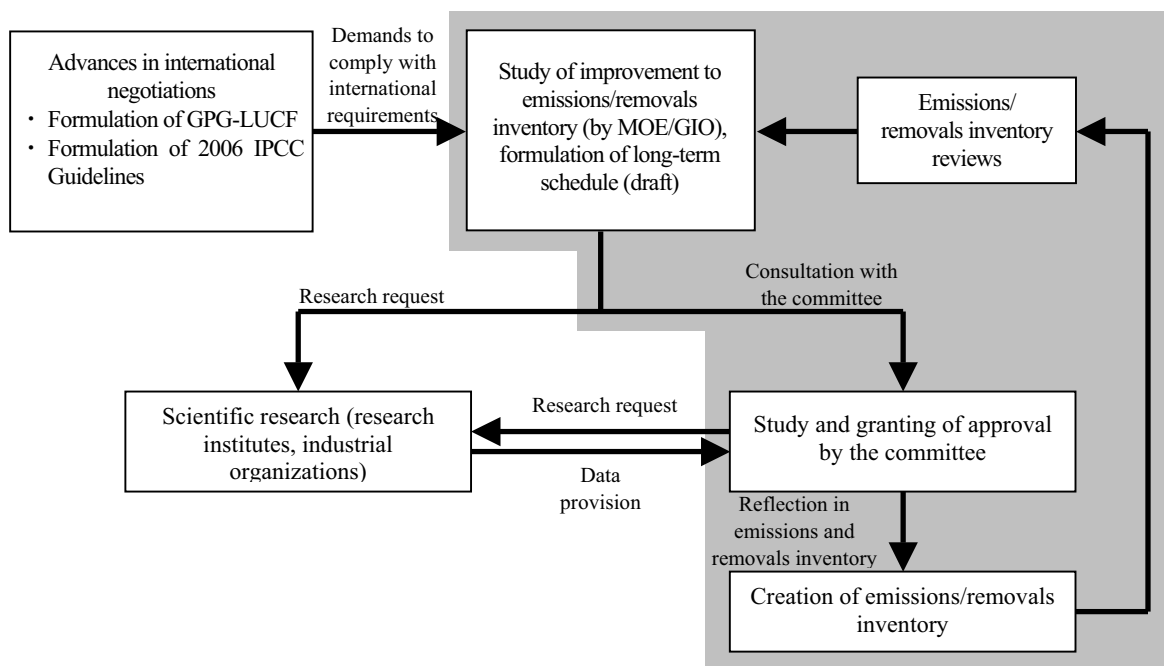 Advances in international
negotiations
・ Formulation of GPG-LUCF
・ Formulation of 2006 IPCC
Guidelines
Demands to
comply with
international
requirements
Study of improvement to
emissions/removals
inventory (by MOE/GIO),
formulation of long-term
schedule (draft)
Emissions/
removals inventory
reviews
Research request
Consultation with
the committee
Scientific research (research
institutes, industrial
organizations)
Research request
Data
provision
Study and granting of approval
by the committee
Reflection in
emissions and
removals inventory
Creation of emissions/removals
inventory